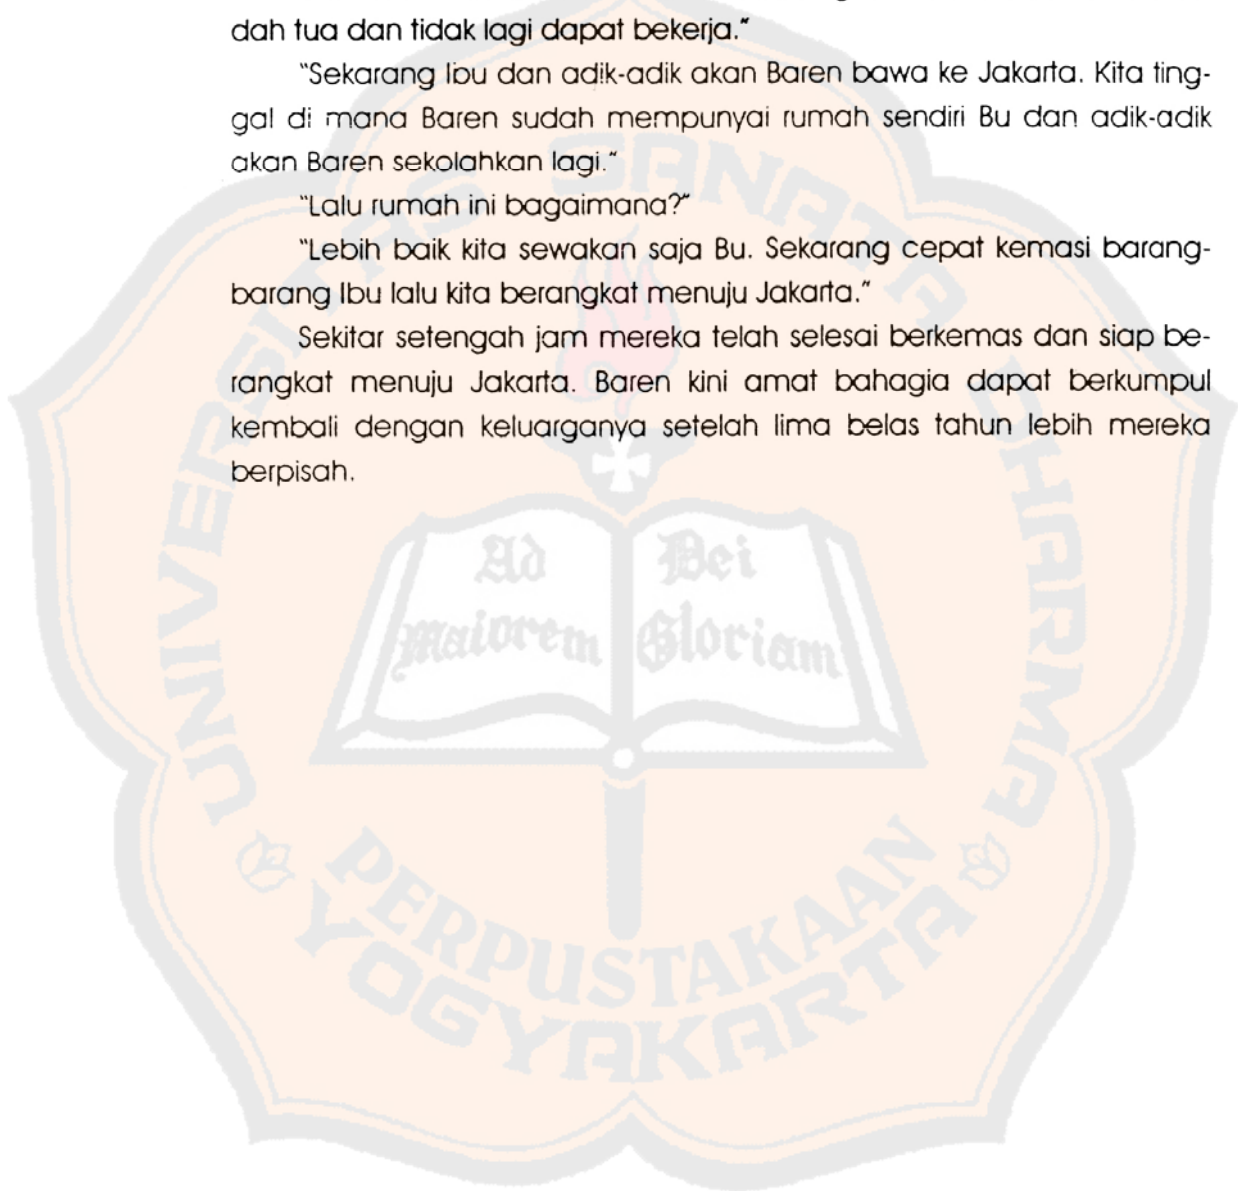 dah tua dan tidak lagi dapat bekerja."
"Sekarang Ibu dan adik-adik akan Baren bawa ke Jakarta. Kita ting-
gal di mana Baren sudah mempunyai rumah sendiri Bu dan adik-adik
akan Baren sekolahkan lagi."
"Lalu rumah ini bagaimana?"
"Lebih baik kita sewakan saja Bu. Sekarang cepat kemasi barang-
barang Ibu lalu kita berangkat menuju Jakarta."
Sekitar setengah jam mereka telah selesai berkemas dan siap be-
rangkat menuju Jakarta. Baren kini amat bahagia dapat berkumpul
kembali dengan keluarganya setelah lima belas tahun lebih mereka
berpisah.
UNIVERSITAS SANATA DHARMA
Ad Dei
Maiorem Gloriam
PERPUSTAKAAN
YOGYAKARTA